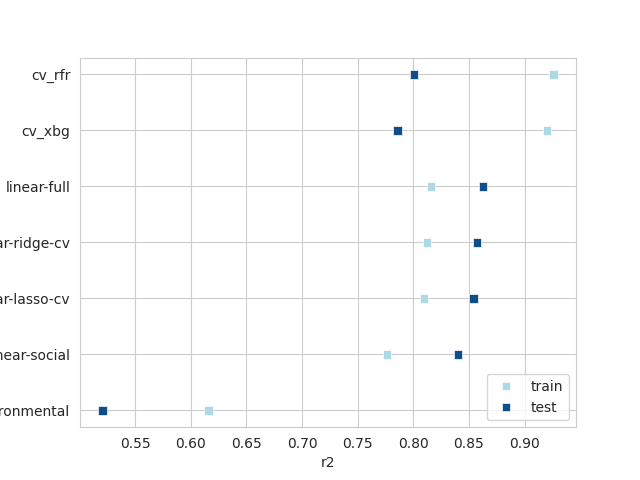 cv_rfr
cv_xbg
linear-full
ar-ridge-cv
ar-lasso-cv
near-social
ronmental
train
test
0.55 0.60 0.65 0.70 0.75 0.80 0.85 0.90
r2